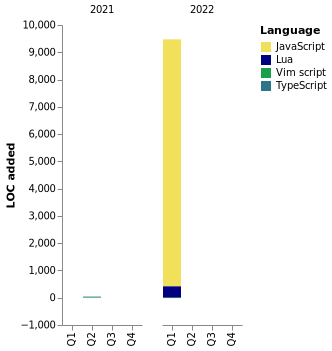 2021 2022
Language
JavaScript
Lua
Vim script
TypeScript
LOC added
10,000
9,000
8,000
7,000
6,000
5,000
4,000
3,000
2,000
1,000
0
−1,000
Q1 Q2 Q3 Q4 Q1 Q2 Q3 Q4